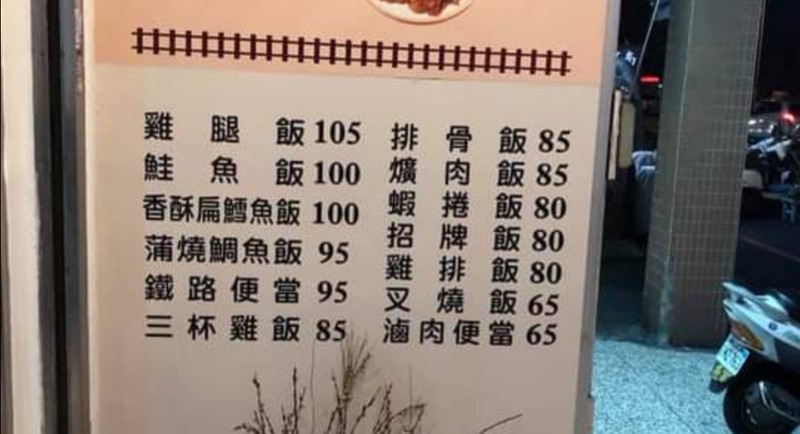 雞腿飯 105
鮭魚飯 100
香酥扁鱈魚飯 100
蒲燒鯛魚飯 95
鐵路便當 95
三杯雞飯 85
排骨飯 85
爌肉飯 85
蝦捲飯 80
招牌飯 80
雞排飯 80
叉燒飯 65
滷肉便當 65